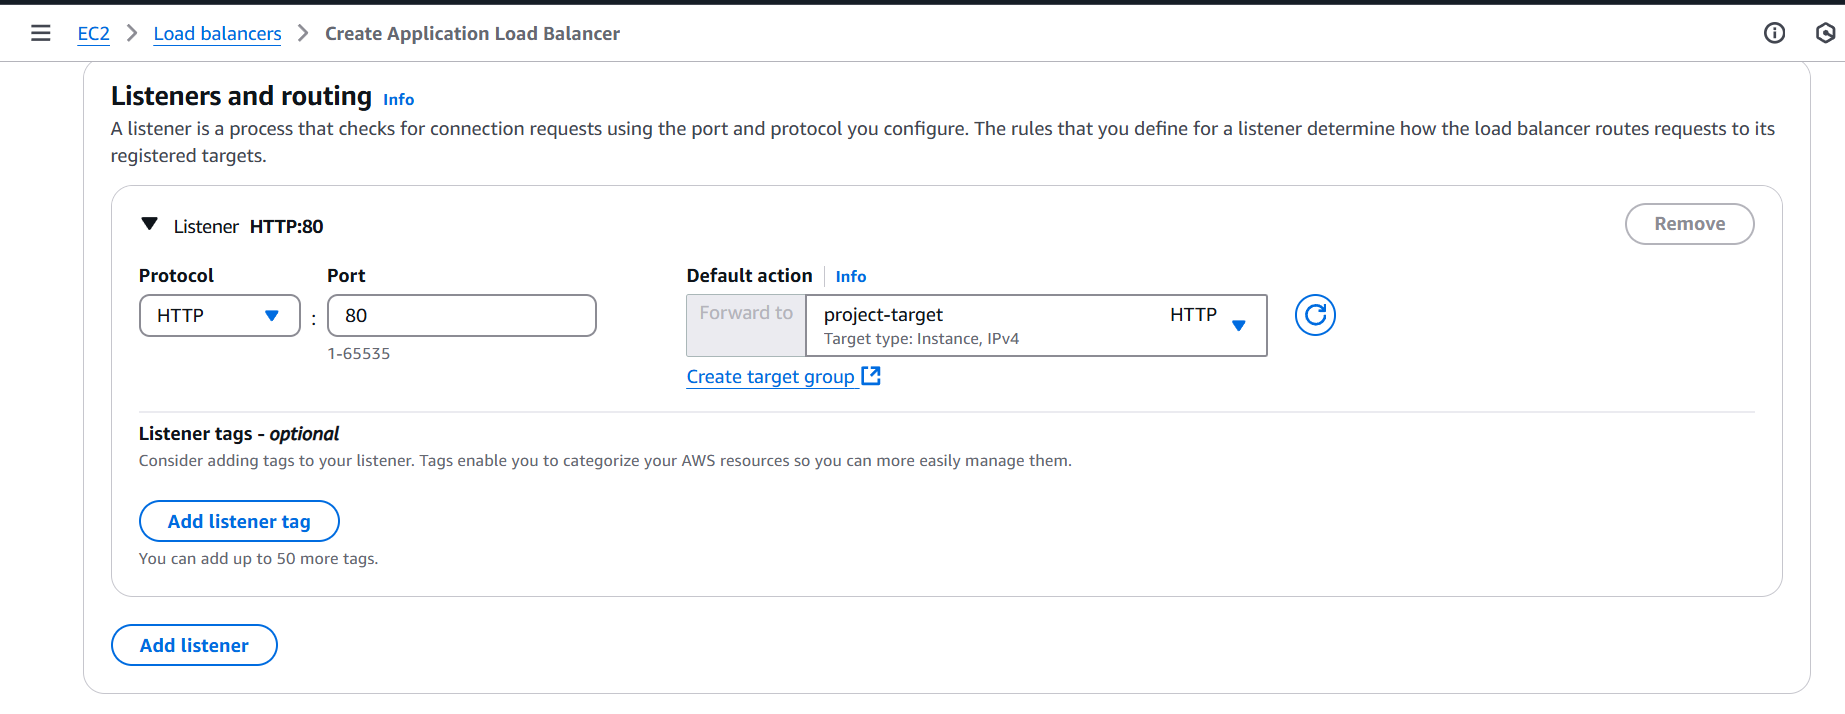 EC2 > Load balancers > Create Application Load Balancer
Listeners and routing Info
A listener is a process that checks for connection requests using the port and protocol you configure. The rules that you define for a listener determine how the load balancer routes requests to its
registered targets.
Listener HTTP:80 Remove
Protocol Port Default action Info
HTTP : 80 Forward to project-target HTTP
Target type: Instance, IPv4
1-65535
Create target group
Listener tags - optional
Consider adding tags to your listener. Tags enable you to categorize your AWS resources so you can more easily manage them.
Add listener tag
You can add up to 50 more tags.
Add listener